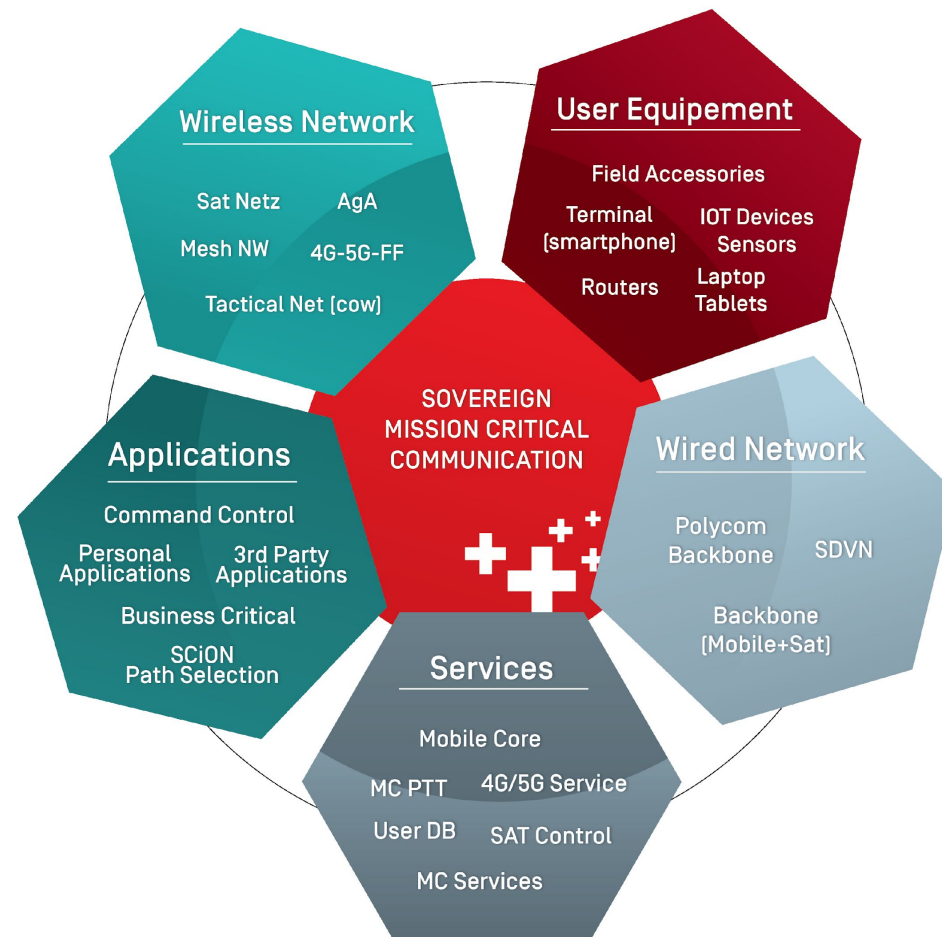 Wireless Network
Sat Netz
AgA
Mesh NW
4G-5G-FF
Tactical Net (cow)
User Equipement
Field Accessories
Terminal
(smartphone)
IOT Devices
Sensors
Routers
Laptop
Tablets
SOVEREIGN
MISSION CRITICAL
COMMUNICATION
Applications
Command Control
Personal
Applications
3rd Party
Applications
Business Critical
SCiON
Path Selection
Wired Network
Polycom
Backbone
SDVN
Backbone
(Mobile+Sat)
Services
Mobile Core
MC PTT
4G/5G Service
User DB
SAT Control
MC Services